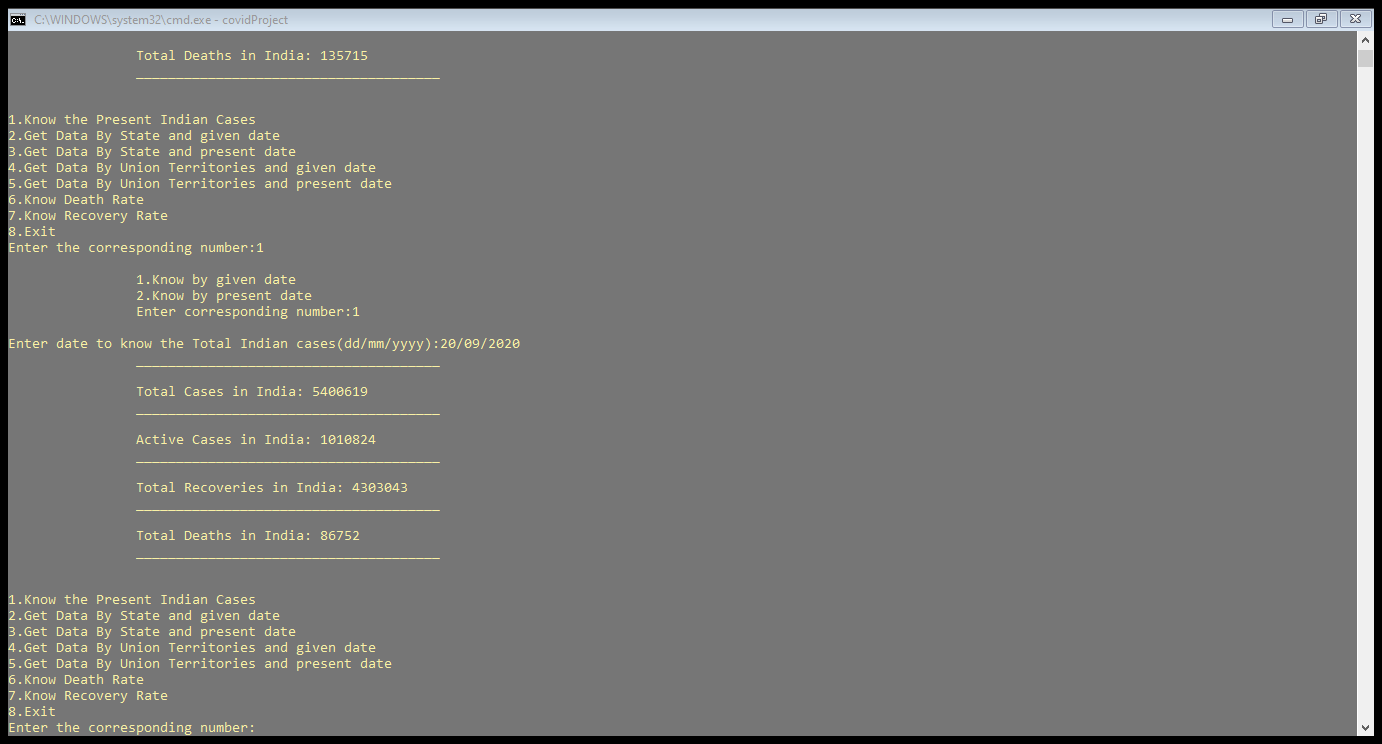 C:\WINDOWS\system32\cmd.exe - covidProject
Total Deaths in India: 135715
1.Know the Present Indian Cases
2.Get Data By State and given date
3.Get Data By State and present date
4.Get Data By Union Territories and given date
5.Get Data By Union Territories and present date
6.Know Death Rate
7.Know Recovery Rate
8.Exit
Enter the corresponding number:1
1.Know by given date
2.Know by present date
Enter corresponding number:1
Enter date to know the Total Indian cases(dd/mm/yyyy):20/09/2020
Total Cases in India: 5400619
Active Cases in India: 1010824
Total Recoveries in India: 4303043
Total Deaths in India: 86752
1.Know the Present Indian Cases
2.Get Data By State and given date
3.Get Data By State and present date
4.Get Data By Union Territories and given date
5.Get Data By Union Territories and present date
6.Know Death Rate
7.Know Recovery Rate
8.Exit
Enter the corresponding number: